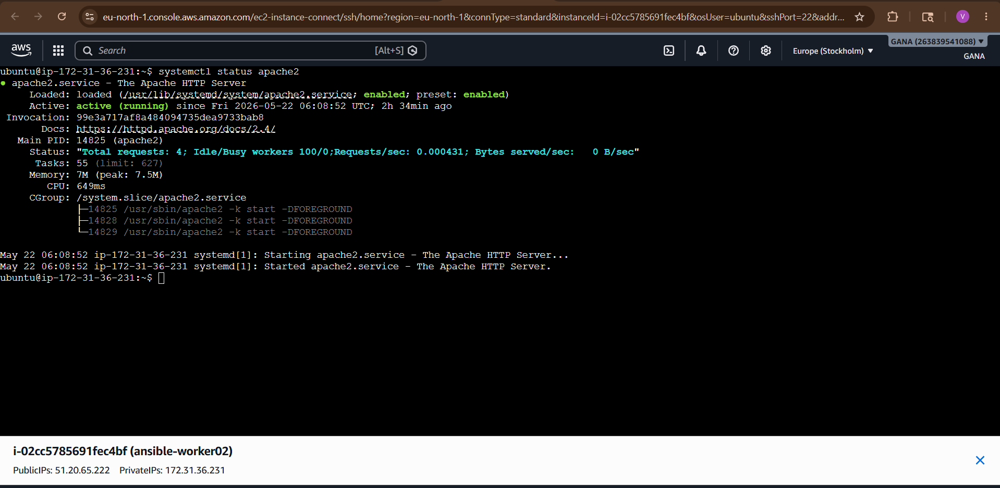 eu-north-1.console.aws.amazon.com/ec2-instance-connect/ssh/home?region=eu-north-1&connType=standard&instanceId=i-02cc5785691fec4bf&osUser=ubuntu&sshPort=22&addr...
V
aws
Search
[Alt+S]
Europe (Stockholm)
GANA (263839541088)
GANA
ubuntu@ip-172-31-36-231:~$ systemctl status apache2
● apache2.service - The Apache HTTP Server
Loaded: loaded (/usr/lib/systemd/system/apache2.service; enabled; preset: enabled)
Active: active (running) since Fri 2026-05-22 06:08:52 UTC; 2h 34min ago
Invocation: 99e3a717af8a484094735dea9733bab8
Docs: https://httpd.apache.org/docs/2.4/
Main PID: 14825 (apache2)
Status: "Total requests: 4; Idle/Busy workers 100/0;Requests/sec: 0.000431; Bytes served/sec:   0 B/sec"
Tasks: 55 (limit: 627)
Memory: 7M (peak: 7.5M)
CPU: 649ms
CGroup: /system.slice/apache2.service
├─14825 /usr/sbin/apache2 -k start -DFOREGROUND
├─14828 /usr/sbin/apache2 -k start -DFOREGROUND
└─14829 /usr/sbin/apache2 -k start -DFOREGROUND
May 22 06:08:52 ip-172-31-36-231 systemd[1]: Starting apache2.service - The Apache HTTP Server...
May 22 06:08:52 ip-172-31-36-231 systemd[1]: Started apache2.service - The Apache HTTP Server.
ubuntu@ip-172-31-36-231:~$
i-02cc5785691fec4bf (ansible-worker02)
PublicIPs: 51.20.65.222 PrivateIPs: 172.31.36.231